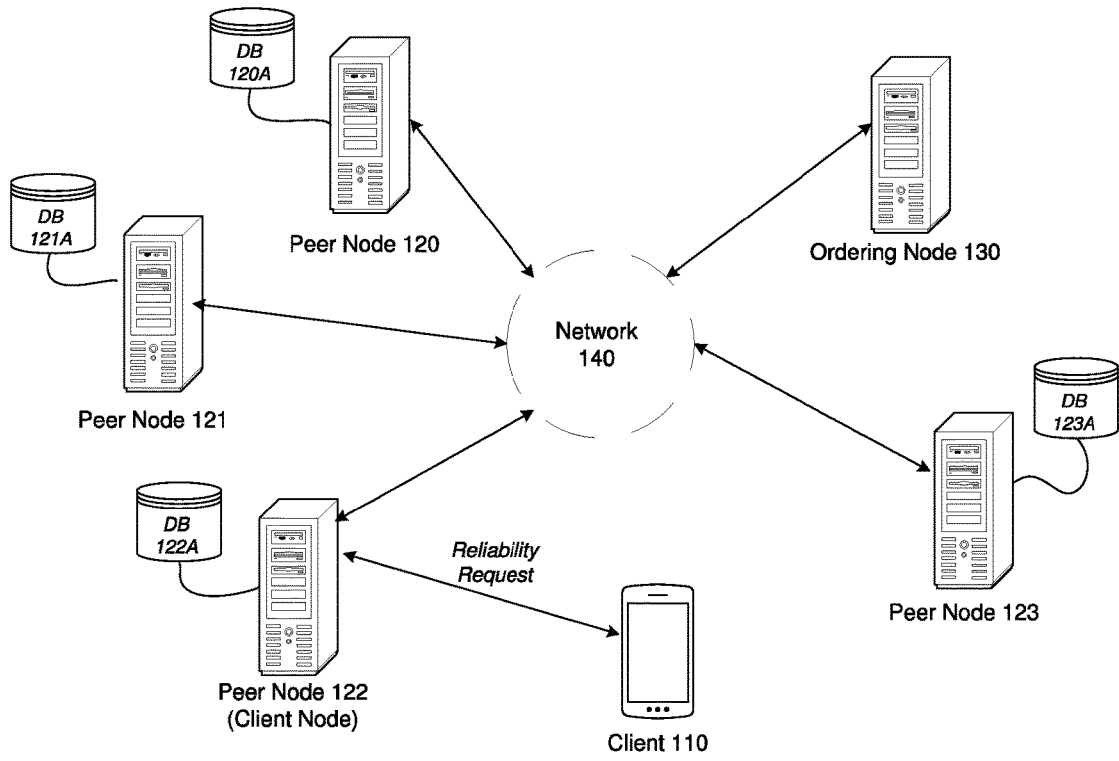 DB
120A
Peer Node 120
Ordering Node 130
DB
121A
Peer Node 121
Network
140
DB
123A
Peer Node 123
DB
122A
Peer Node 122
(Client Node)
Reliability
Request
Client 110